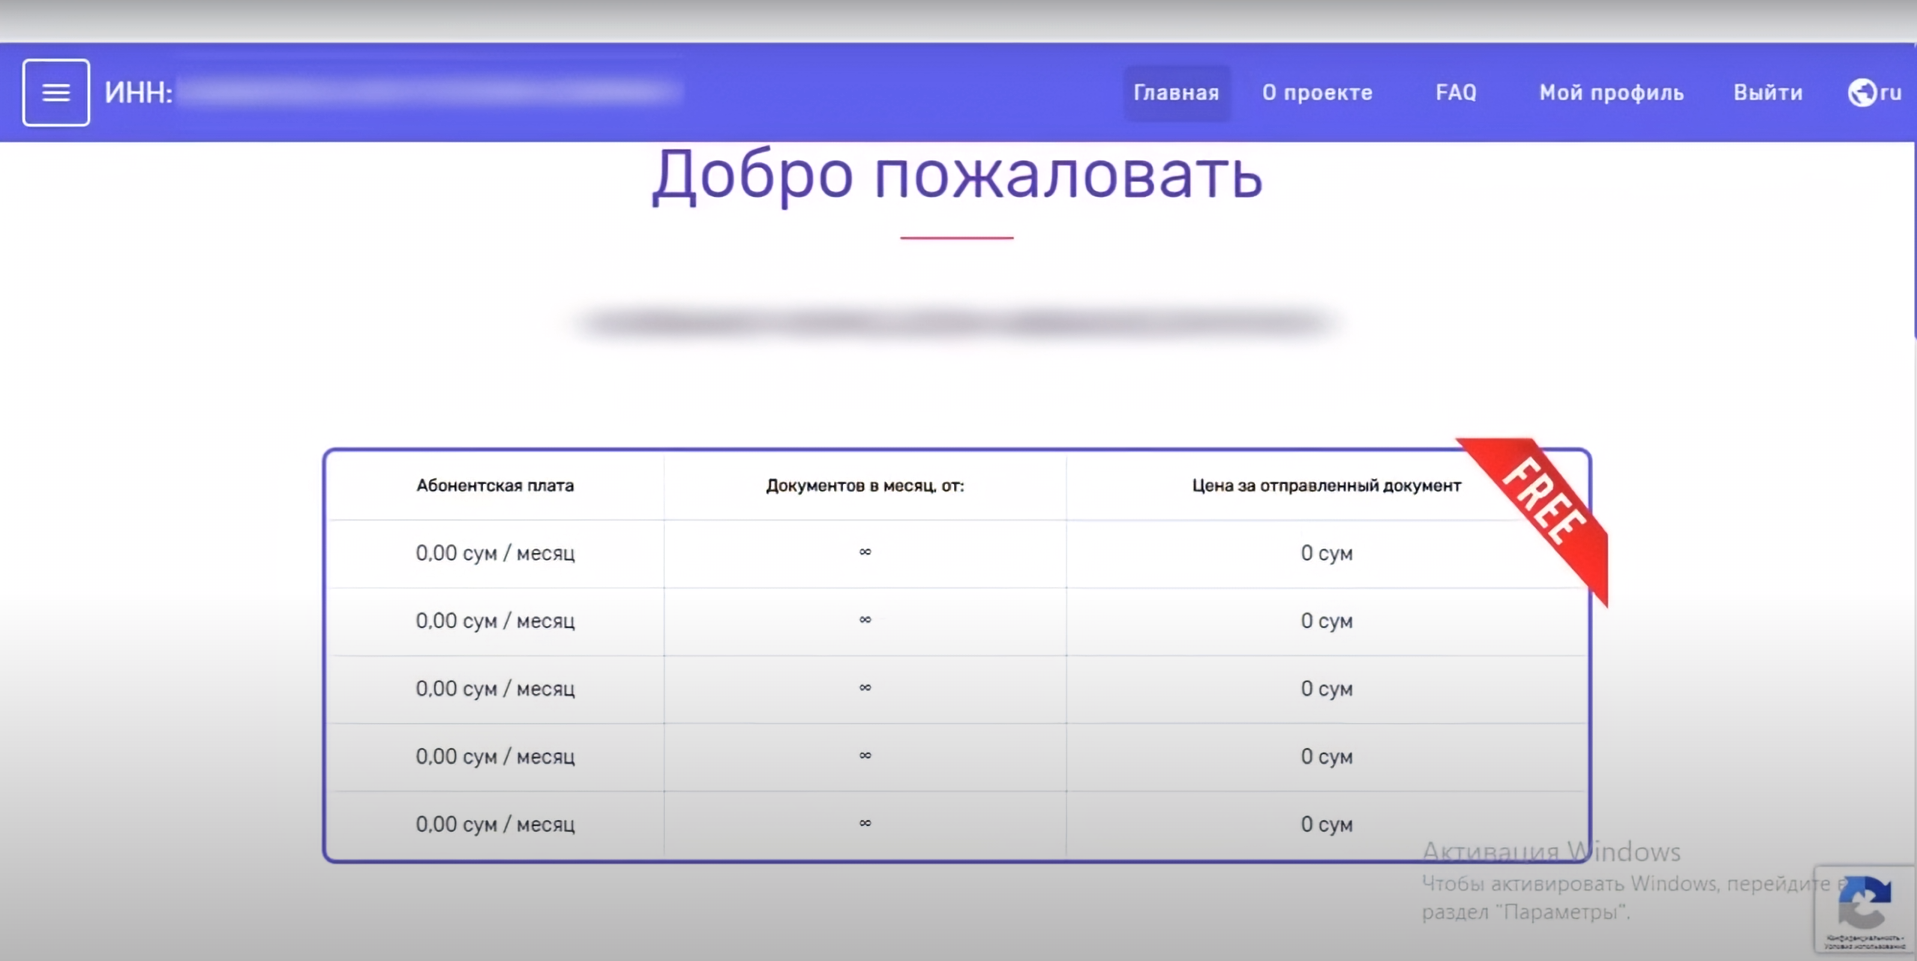 ИНН:
Главная О проекте FAQ Мой профиль Выйти ru
Добро пожаловать
FREE
Абонентская плата Документов в месяц, от: Цена за отправленный документ
0,00 сум / месяц ∞ 0 сум
0,00 сум / месяц ∞ 0 сум
0,00 сум / месяц ∞ 0 сум
0,00 сум / месяц ∞ 0 сум
0,00 сум / месяц ∞ 0 сум
Активация Windows
Чтобы активировать Windows, перейдите в
раздел "Параметры".
Конфиденциальность -
Условия использования